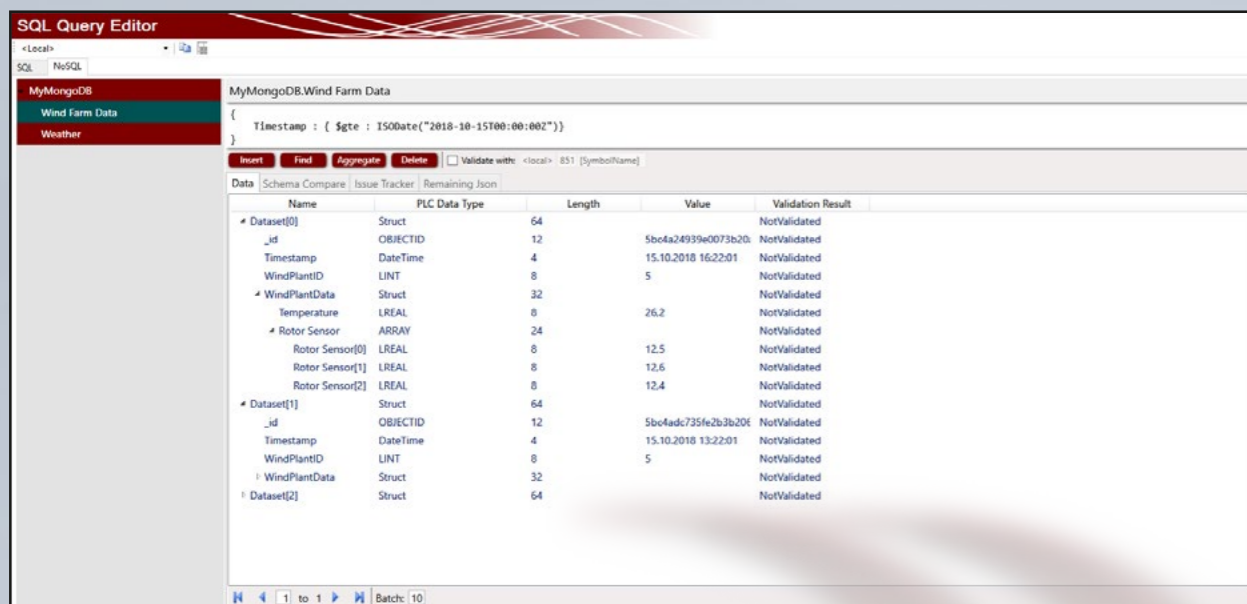 SQL Query Editor
<Local>
SQL NoSQL
MyMongoDB
Wind Farm Data
Weather
MyMongoDB.Wind Farm Data
{
Timestamp : { $gte : ISODate("2018-10-15T00:00:00Z")}
}
Insert Find Aggregate Delete Validate with: <local> 851 [SymbolName]
Data Schema Compare Issue Tracker Remaining Json
Name PLC Data Type Length Value Validation Result
Dataset[0] Struct 64 NotValidated
_id OBJECTID 12 NotValidated
Timestamp DateTime 4 15.10.2018 16:22:01 NotValidated
WindPlantID LINT 8 5 NotValidated
WindPlantData Struct 32 NotValidated
Temperature LREAL 8 26,2 NotValidated
Rotor Sensor ARRAY 24 NotValidated
Rotor Sensor[0] LREAL 8 12,5 NotValidated
Rotor Sensor[1] LREAL 8 12,6 NotValidated
Rotor Sensor[2] LREAL 8 12,4 NotValidated
Dataset[1] Struct 64 NotValidated
_id OBJECTID 12 NotValidated
Timestamp DateTime 4 15.10.2018 13:22:01 NotValidated
WindPlantID LINT 8 5 NotValidated
WindPlantData Struct 32 NotValidated
Dataset[2] Struct 64 NotValidated
1 to 1 Batch: 10